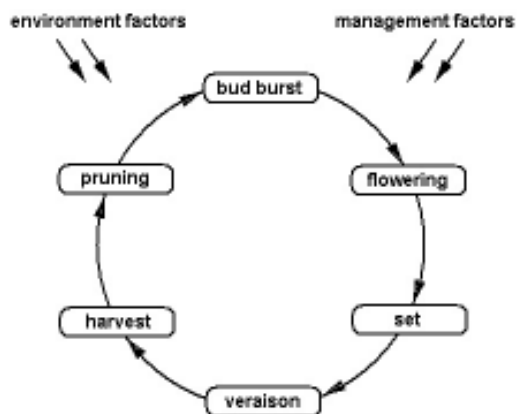 environment factors
management factors
bud burst
pruning
flowering
harvest
set
veraison